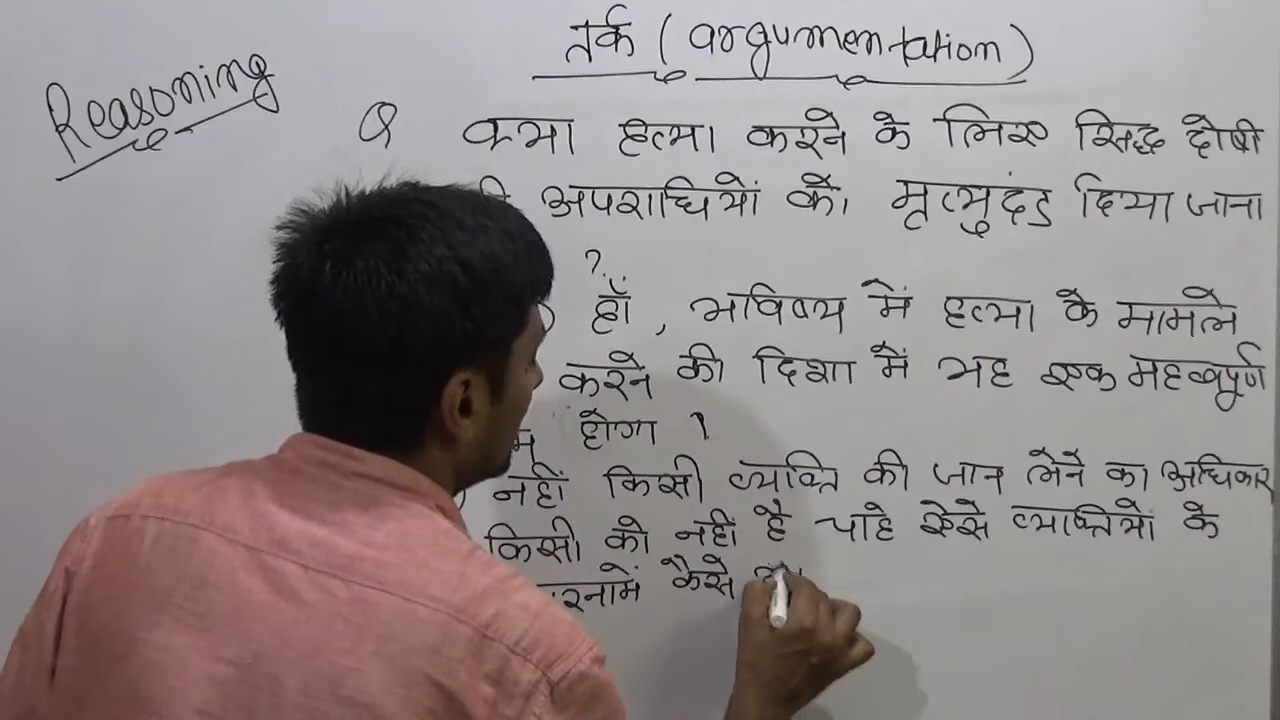 तर्क (argumentation)
Reasoning
Q क्या हत्या करने के लिए सिद्ध दोषी
अपराधियों को मृत्युदंड दिया जाना
?
हाँ, भविष्य में हत्या के मामले
करने की दिशा में यह एक महत्वपूर्ण
होगा ।
नहीं किसी व्यक्ति की जान लेने का अधिकार
किसी को नहीं है चाहे ऐसे व्यक्तियों के
कैसे